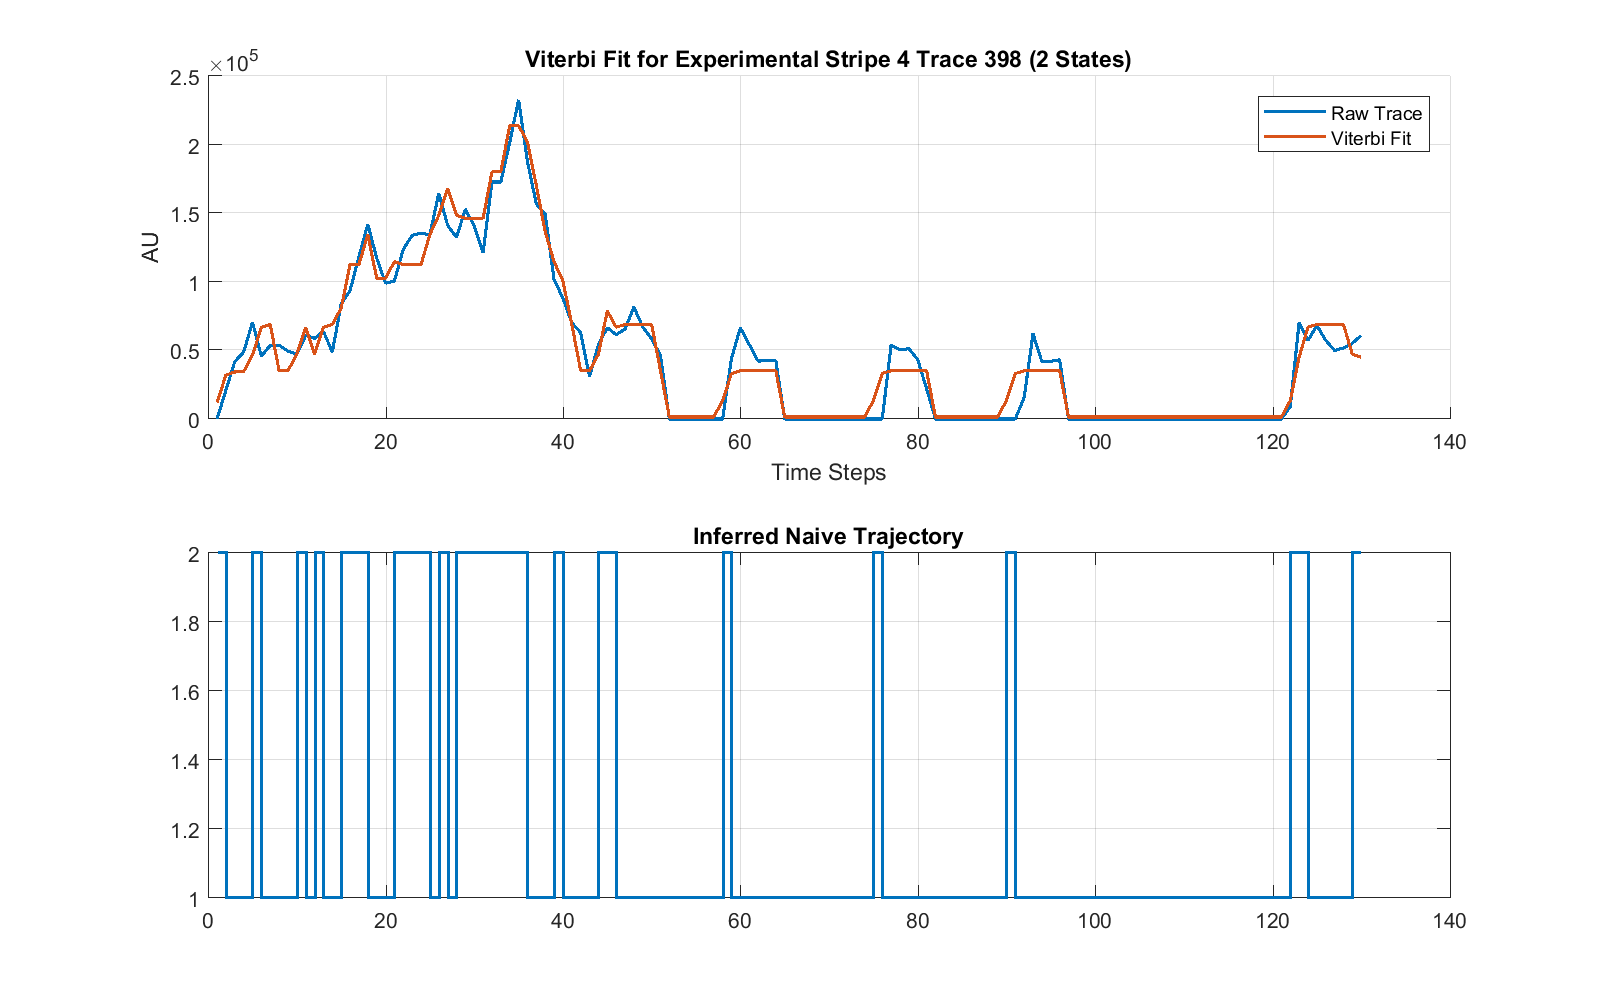 Viterbi Fit for Experimental Stripe 4 Trace 398 (2 States)
×10⁵
2.5
2
1.5
1
0.5
0
AU
Raw Trace
Viterbi Fit
0 20 40 60 80 100 120 140
Time Steps
Inferred Naive Trajectory
2
1.8
1.6
1.4
1.2
1
0 20 40 60 80 100 120 140